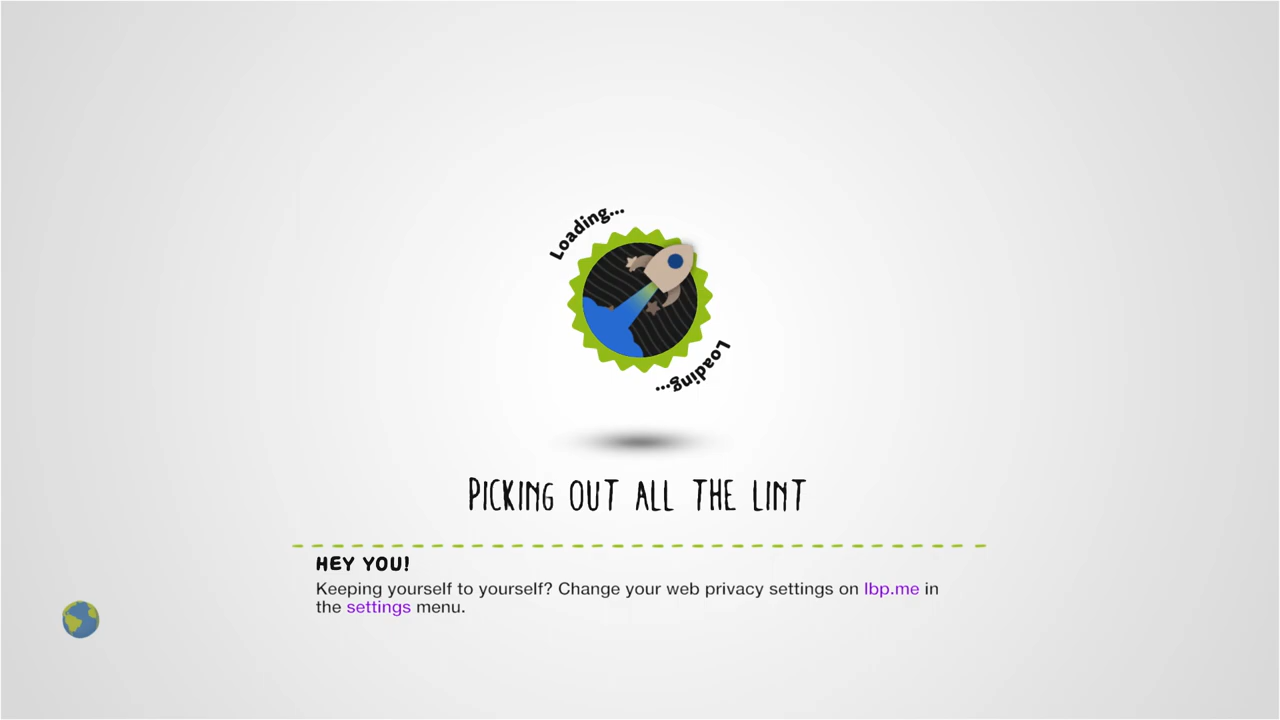 Loading...
Loading...
PICKING OUT ALL THE LINT
HEY YOU!
Keeping yourself to yourself? Change your web privacy settings on lbp.me in
the settings menu.